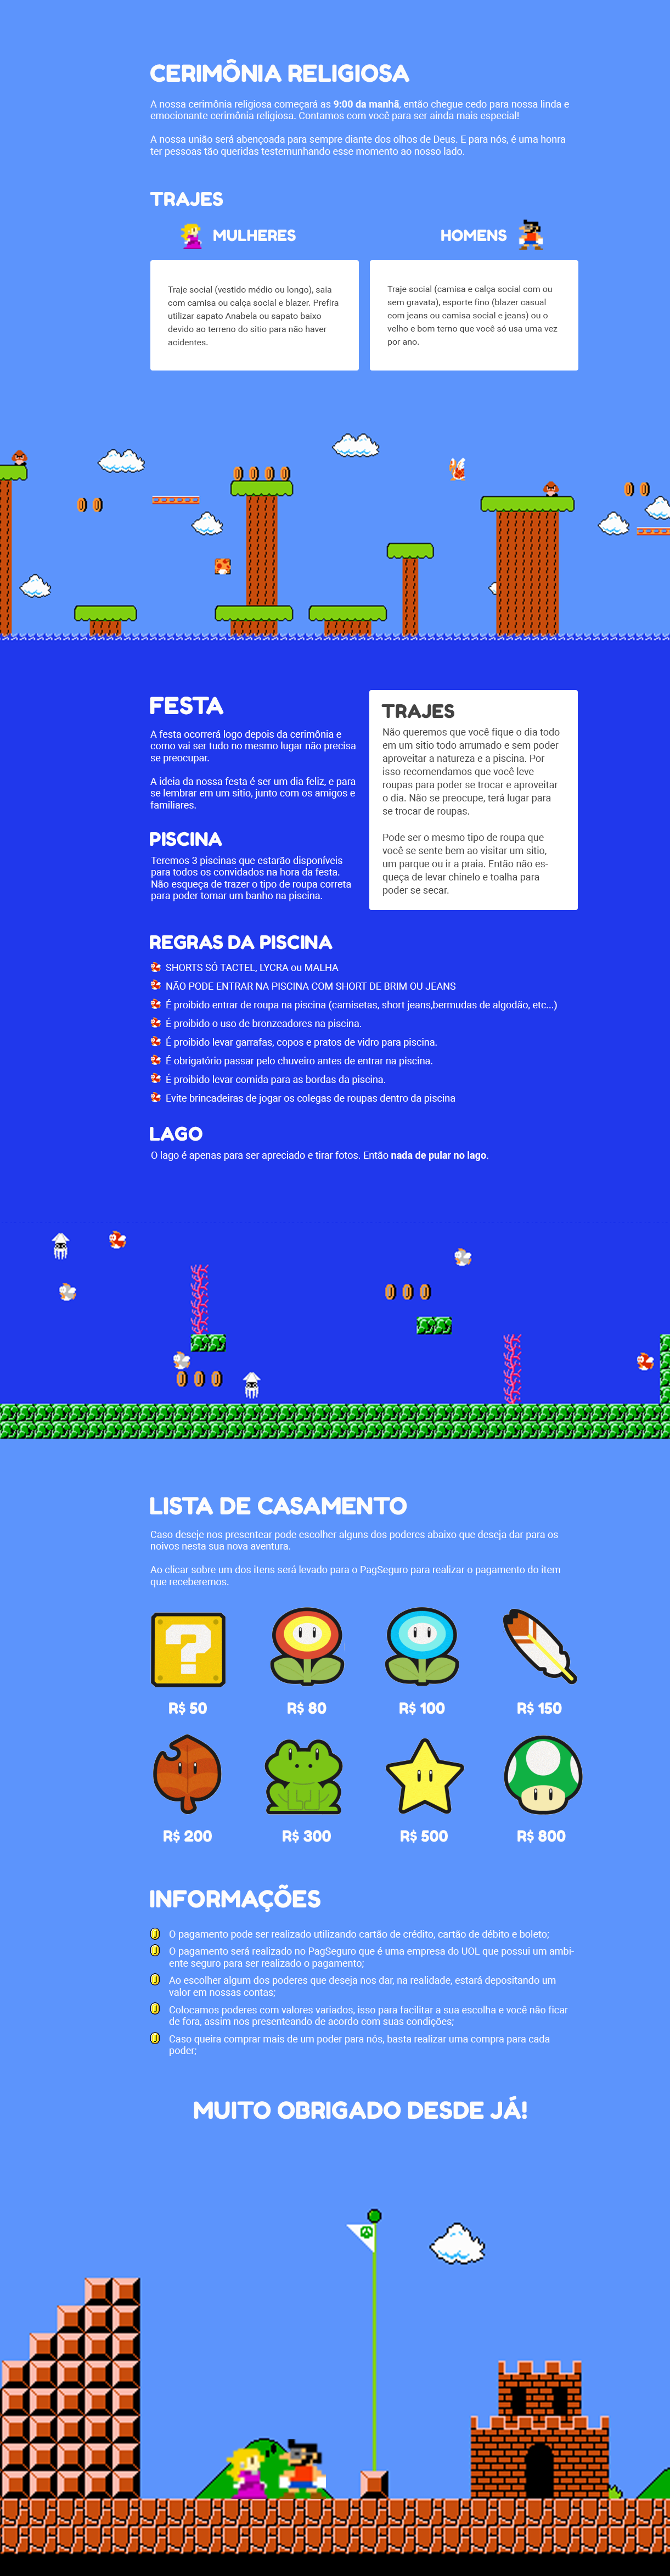 CERIMÔNIA RELIGIOSA
A nossa cerimônia religiosa começará as 9:00 da manhã, então chegue cedo para nossa linda e
emocionante cerimônia religiosa. Contamos com você para ser ainda mais especial!
A nossa união será abençoada para sempre diante dos olhos de Deus. E para nós, é uma honra
ter pessoas tão queridas testemunhando esse momento ao nosso lado.
TRAJES
MULHERES
Traje social (vestido médio ou longo), saia
com camisa ou calça social e blazer. Prefira
utilizar sapato Anabela ou sapato baixo
devido ao terreno do sitio para não haver
acidentes.
HOMENS
Traje social (camisa e calça social com ou
sem gravata), esporte fino (blazer casual
com jeans ou camisa social e jeans) ou o
velho e bom terno que você só usa uma vez
por ano.
FESTA
A festa ocorrerá logo depois da cerimônia e
como vai ser tudo no mesmo lugar não precisa
se preocupar.
A ideia da nossa festa é ser um dia feliz, e para
se lembrar em um sítio, junto com os amigos e
familiares.
PISCINA
Teremos 3 piscinas que estarão disponíveis
para todos os convidados na hora da festa.
Não esqueça de trazer o tipo de roupa correta
para poder tomar um banho na piscina.
TRAJES
Não queremos que você fique o dia todo
em um sitio todo arrumado e sem poder
aproveitar a natureza e a piscina. Por
isso recomendamos que você leve
roupas para poder se trocar e aproveitar
o dia. Não se preocupe, terá lugar para
se trocar de roupas.
Pode ser o mesmo tipo de roupa que
você se sente bem ao visitar um sitio,
um parque ou ir a praia. Então não es-
queça de levar chinelo e toalha para
poder se secar.
REGRAS DA PISCINA
SHORTS SÓ TACTEL, LYCRA ou MALHA
NÃO PODE ENTRAR NA PISCINA COM SHORT DE BRIM OU JEANS
É proibido entrar de roupa na piscina (camisetas, short jeans,bermudas de algodão, etc...)
É proibido o uso de bronzeadores na piscina.
É proibido levar garrafas, copos e pratos de vidro para piscina.
É obrigatório passar pelo chuveiro antes de entrar na piscina.
É proibido levar comida para as bordas da piscina.
Evite brincadeiras de jogar os colegas de roupas dentro da piscina
LAGO
O lago é apenas para ser apreciado e tirar fotos. Então nada de pular no lago.
LISTA DE CASAMENTO
Caso deseje nos presentear pode escolher alguns dos poderes abaixo que deseja dar para os
noivos nesta sua nova aventura.
Ao clicar sobre um dos itens será levado para o PagSeguro para realizar o pagamento do item
que receberemos.
?
R$ 50
R$ 80
R$ 100
R$ 150
R$ 200
R$ 300
R$ 500
R$ 800
INFORMAÇÕES
O pagamento pode ser realizado utilizando cartão de crédito, cartão de débito e boleto;
O pagamento será realizado no PagSeguro que é uma empresa do UOL que possui um ambi-
ente seguro para ser realizado o pagamento;
Ao escolher algum dos poderes que deseja nos dar, na realidade, estará depositando um
valor em nossas contas;
Colocamos poderes com valores variados, isso para facilitar a sua escolha e você não ficar
de fora, assim nos presenteando de acordo com suas condições;
Caso queira comprar mais de um poder para nós, basta realizar uma compra para cada
poder;
MUITO OBRIGADO DESDE JÁ!